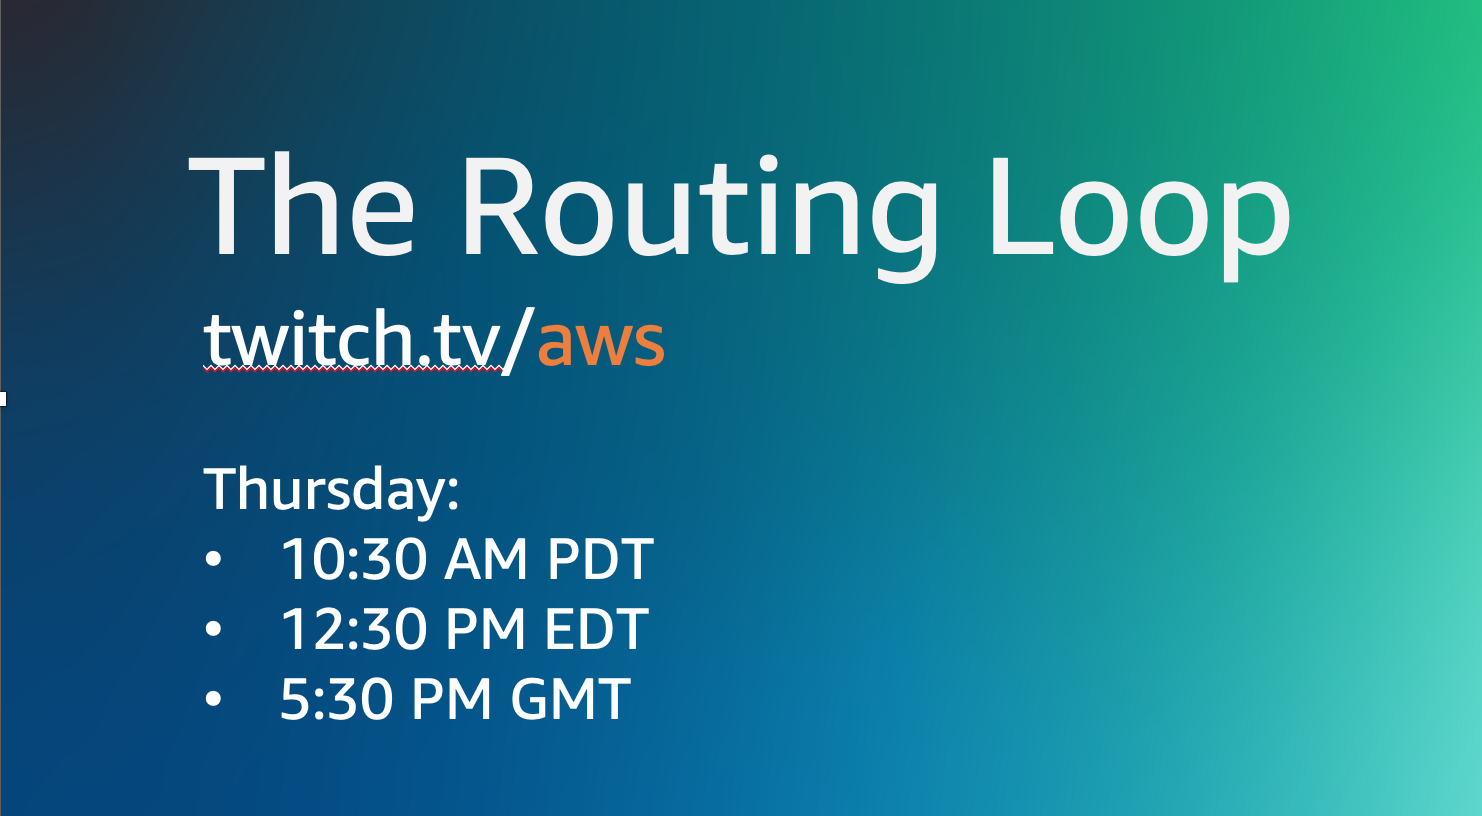 The Routing Loop
twitch.tv/aws
Thursday:
• 10:30 AM PDT
• 12:30 PM EDT
• 5:30 PM GMT